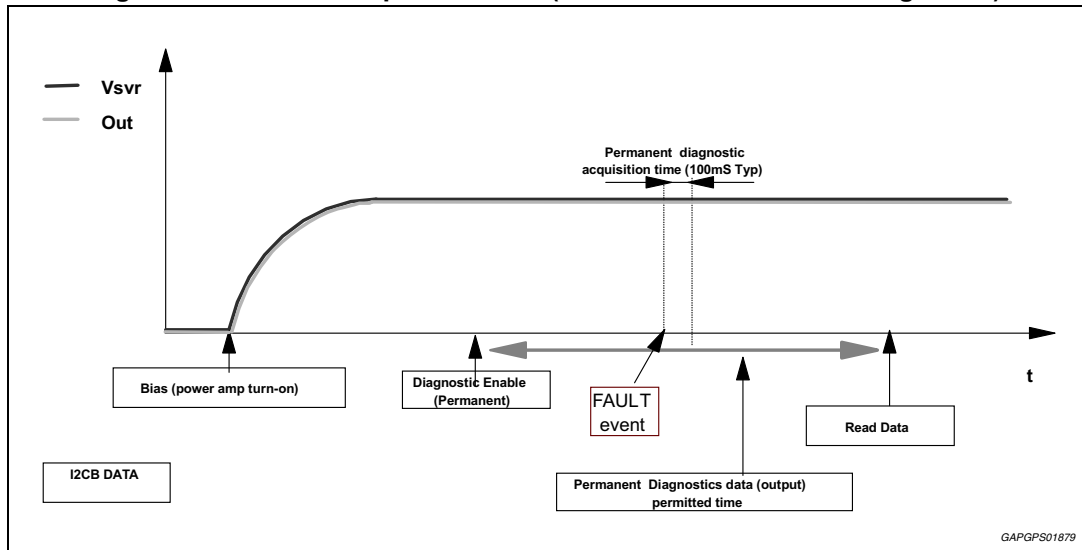 Vsvr
Out
Permanent diagnostic
acquisition time (100mS Typ)
t
Bias (power amp turn-on)
Diagnostic Enable
(Permanent)
FAULT
event
Read Data
I2CB DATA
Permanent Diagnostics data (output)
permitted time
GAPGPS01879